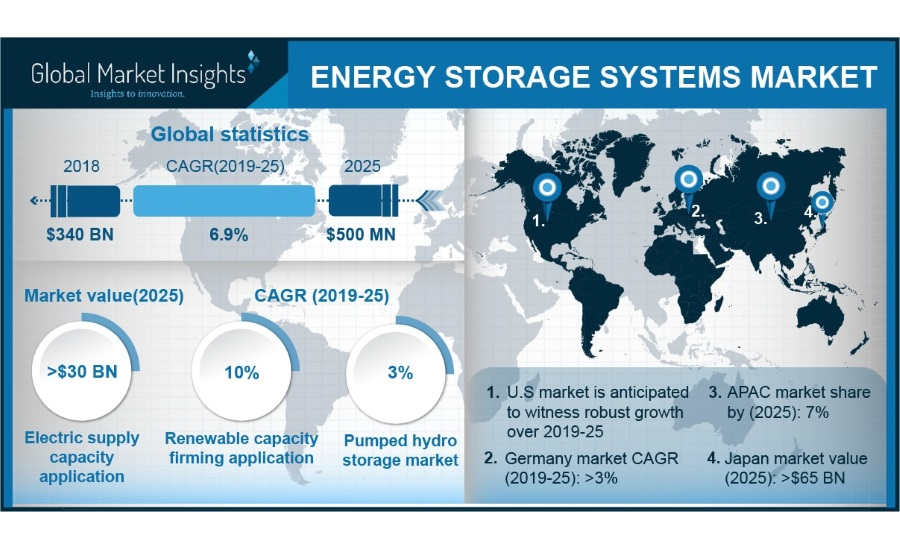 Global Market Insights
Insights to innovation.
ENERGY STORAGE SYSTEMS MARKET
Global statistics
2018
CAGR(2019-25)
2025
$340 BN
6.9%
$500 MN
Market value(2025)
CAGR (2019-25)
>$30 BN
10%
3%
Electric supply
capacity
application
Renewable capacity
firming application
Pumped hydro
storage market
1.
2.
3.
4.
1. U.S market is anticipated
to witness robust growth
over 2019-25
2. Germany market CAGR
(2019-25): >3%
3. APAC market share
by (2025): 7%
4. Japan market value
(2025): >$65 BN